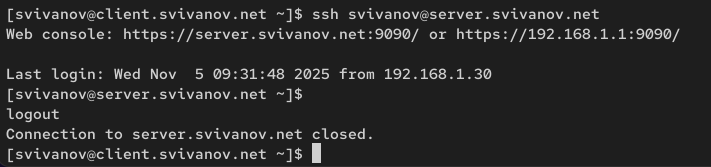 [svivanov@client.svivanov.net ~]$ ssh svivanov@server.svivanov.net
Web console: https://server.svivanov.net:9090/ or https://192.168.1.1:9090/
Last login: Wed Nov  5 09:31:48 2025 from 192.168.1.30
[svivanov@server.svivanov.net ~]$
logout
Connection to server.svivanov.net closed.
[svivanov@client.svivanov.net ~]$